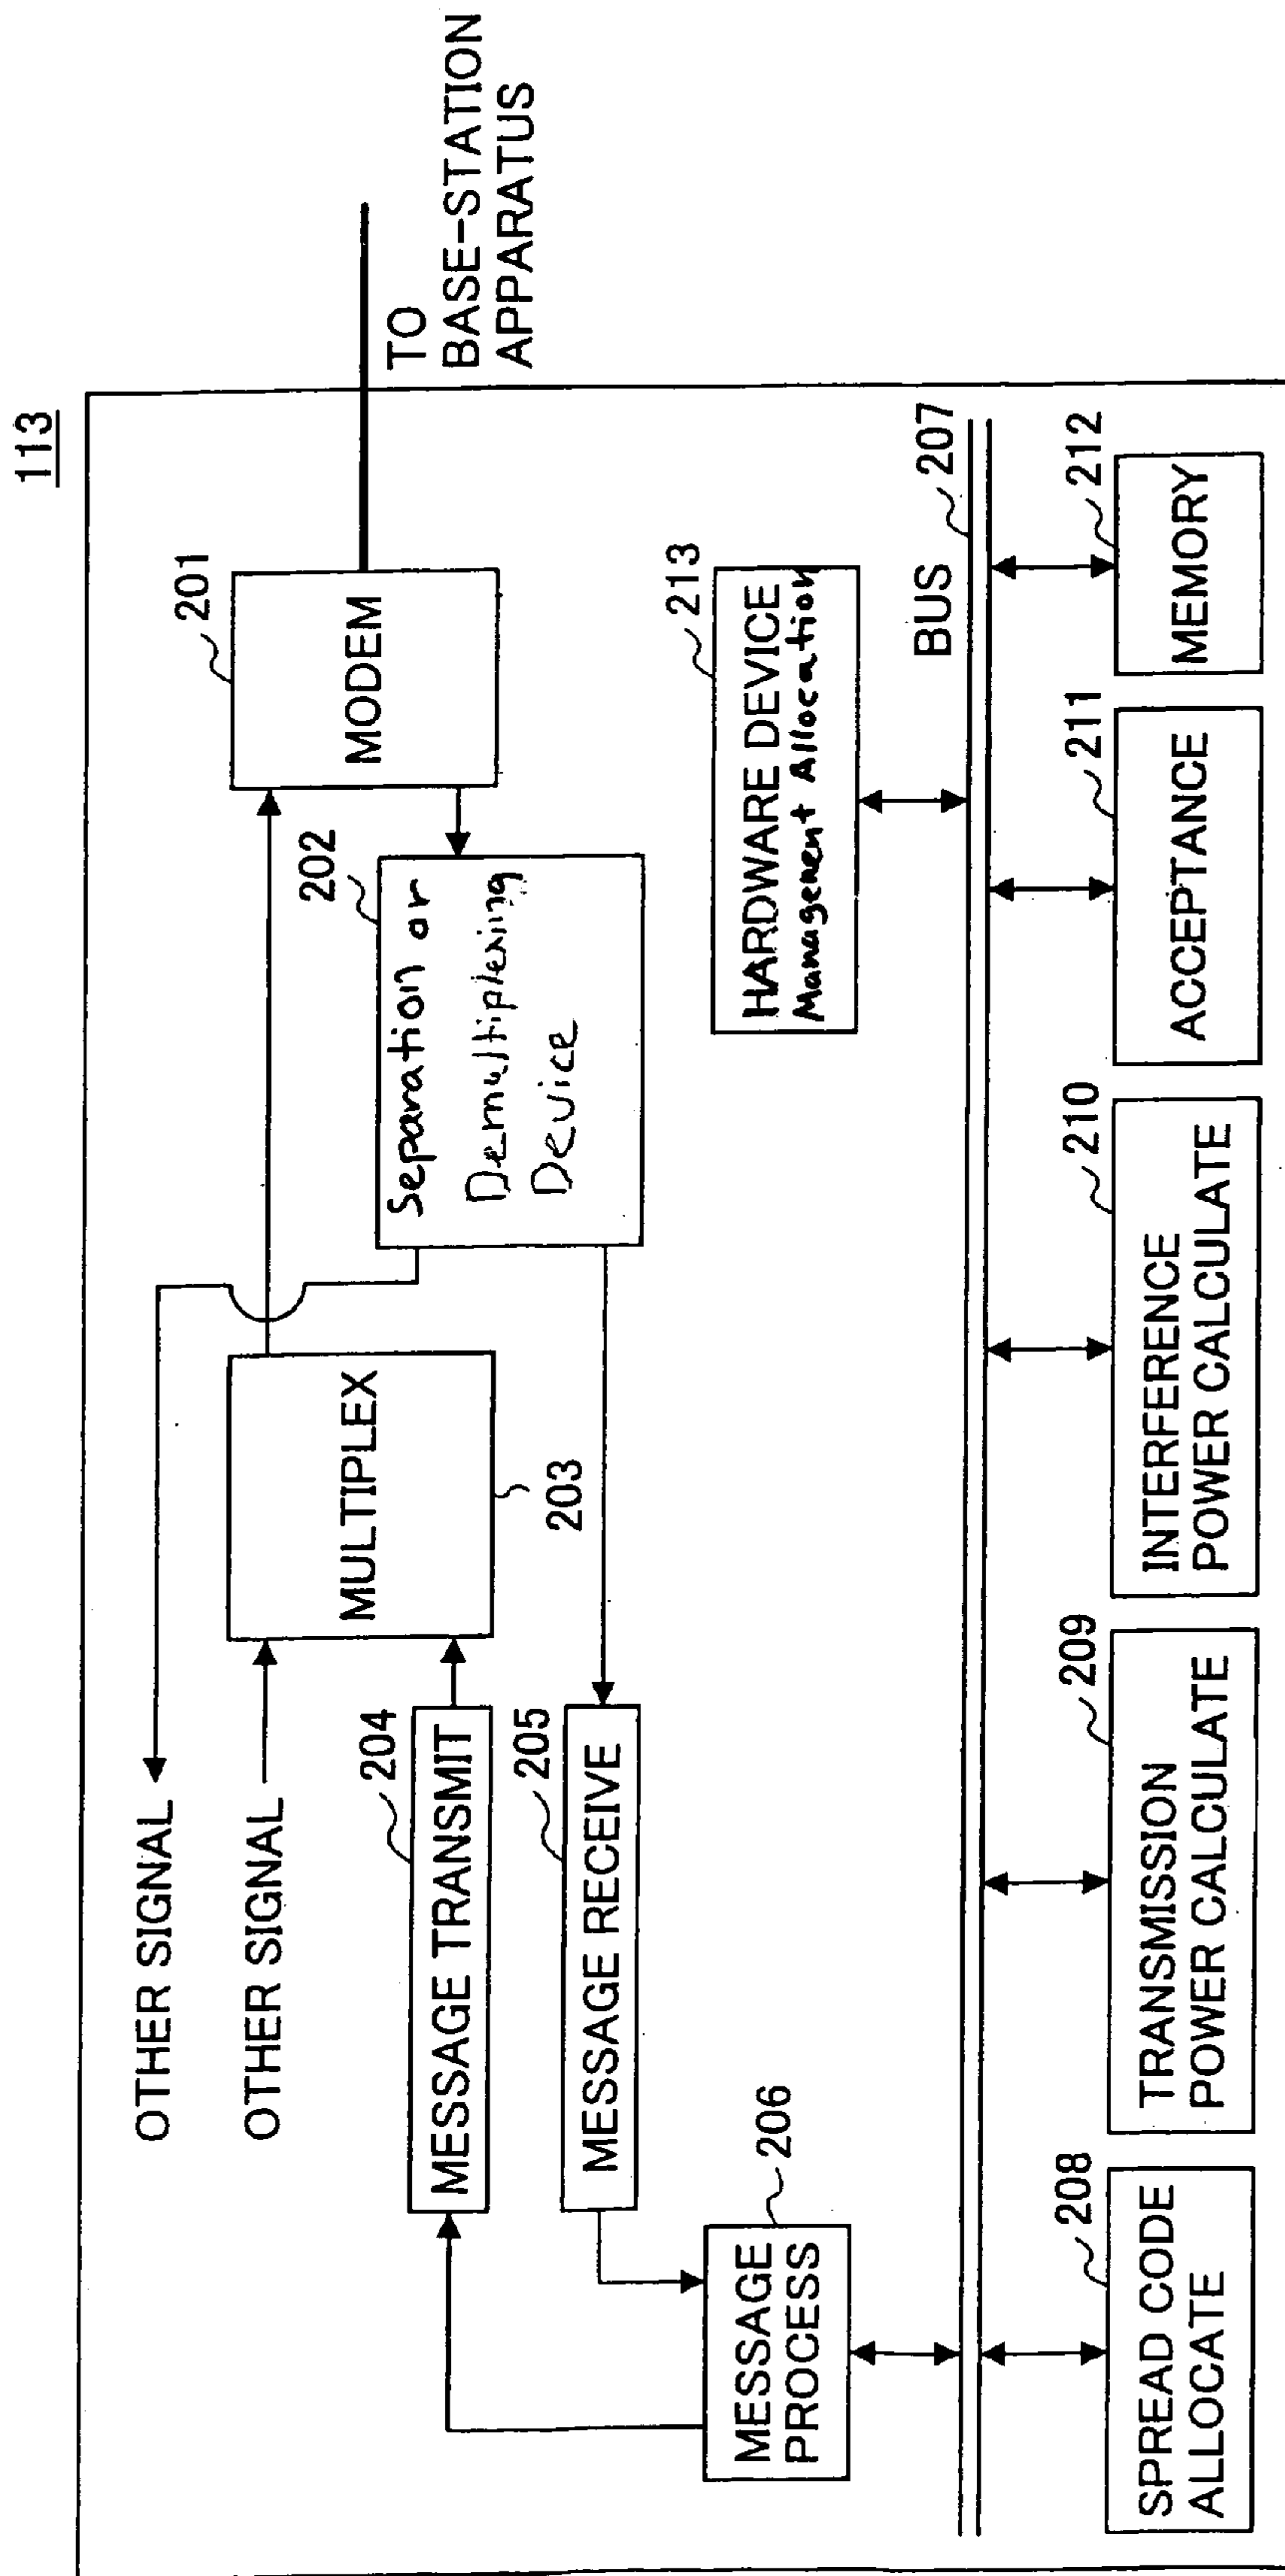 113
TO
BASE-STATION
APPARATUS
201
MODEM
202
Separation or
Demultiplexing
Device
MULTIPLEX
203
OTHER SIGNAL
OTHER SIGNAL
204
MESSAGE TRANSMIT
205
MESSAGE RECEIVE
206
MESSAGE
PROCESS
213
HARDWARE DEVICE
Management Allocation
BUS
207
208
SPREAD CODE
ALLOCATE
209
TRANSMISSION
POWER CALCULATE
210
INTERFERENCE
POWER CALCULATE
211
ACCEPTANCE
212
MEMORY